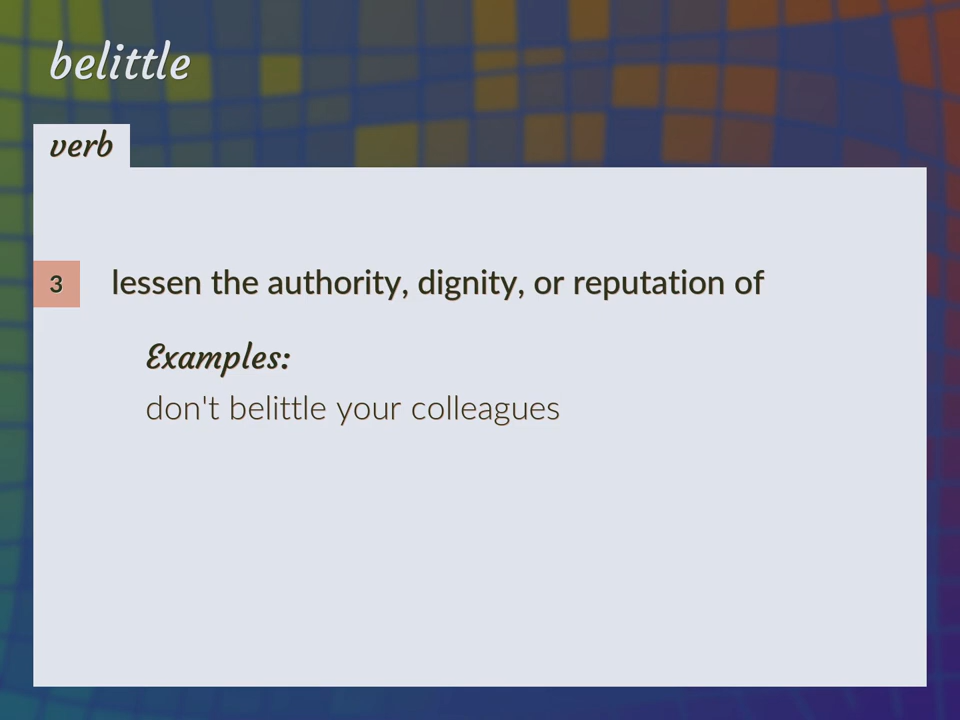 belittle
verb
3 lessen the authority, dignity, or reputation of
Examples:
don't belittle your colleagues